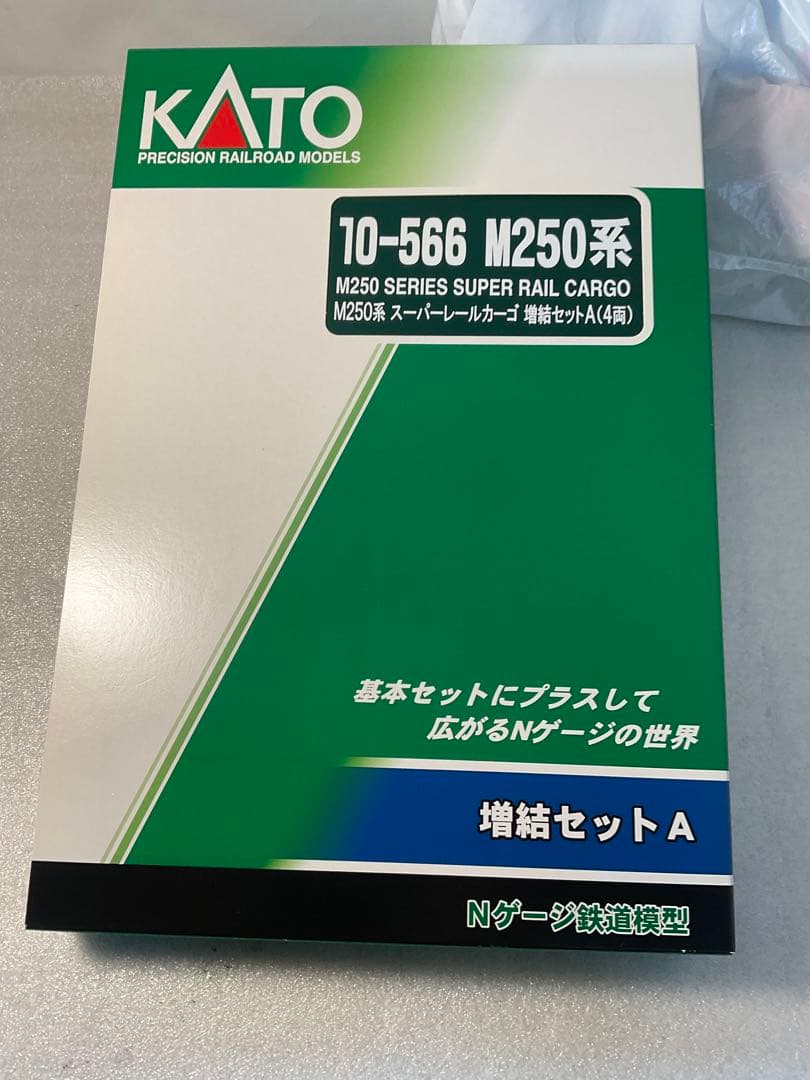 KATO
PRECISION RAILROAD MODELS
10-566 M250系
M250 SERIES SUPER RAIL CARGO
M250系 スーパーレールカーゴ 増結セットA(4両)
基本セットにプラスして
広がるNゲージの世界
増結セットA
Nゲージ鉄道模型